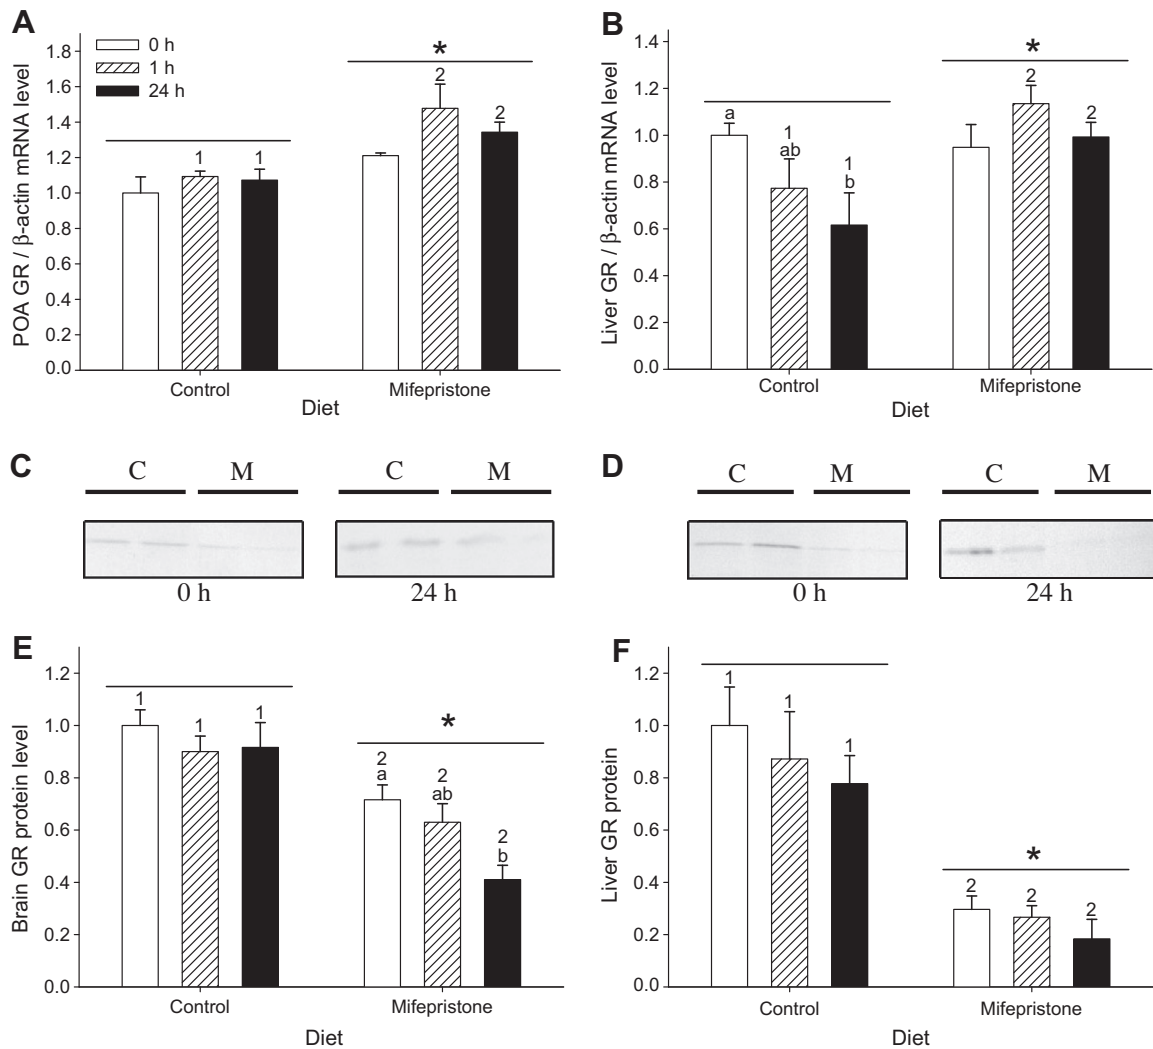 A
POA GR / β-actin mRNA level
1.8
1.6
1.4
1.2
1.0
0.8
0.6
0.4
0.2
0.0
0 h
1 h
24 h
*
1
1
2
2
Control
Mifepristone
Diet
B
Liver GR / β-actin mRNA level
1.4
1.2
1.0
0.8
0.6
0.4
0.2
0.0
*
a
1
ab
1
b
2
2
Control
Mifepristone
Diet
C
C
M
C
M
0 h
24 h
D
C
M
C
M
0 h
24 h
E
Brain GR protein level
1.2
1.0
0.8
0.6
0.4
0.2
0.0
*
1
1
1
2
a
2
ab
2
b
Control
Mifepristone
Diet
F
Liver GR protein
1.2
1.0
0.8
0.6
0.4
0.2
0.0
*
1
1
1
2
2
2
Control
Mifepristone
Diet